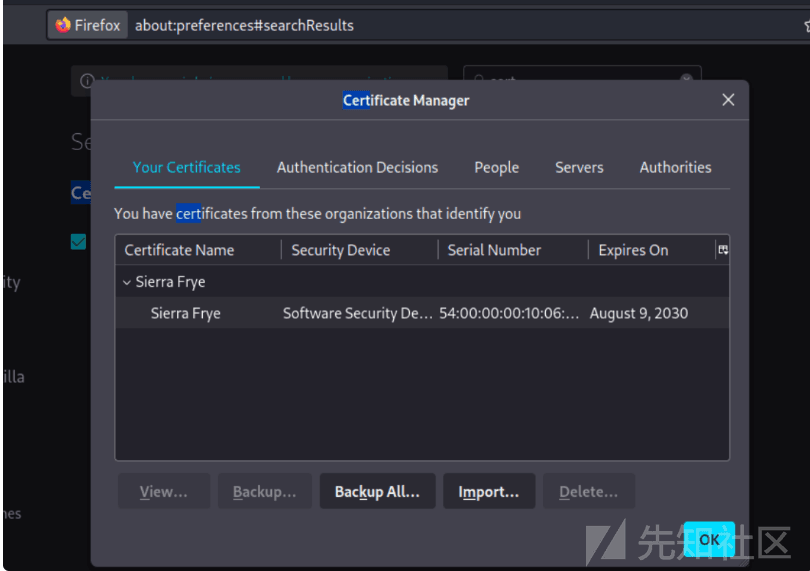 Firefox about:preferences#searchResults
Certificate Manager
Your Certificates Authentication Decisions People Servers Authorities
You have certificates from these organizations that identify you
Certificate Name Security Device Serial Number Expires On
Sierra Frye
Sierra Frye Software Security De... 54:00:00:00:10:06:... August 9, 2030
View... Backup... Backup All... Import... Delete...
OK
先知社区
Se
Ce
ity
illa
nes